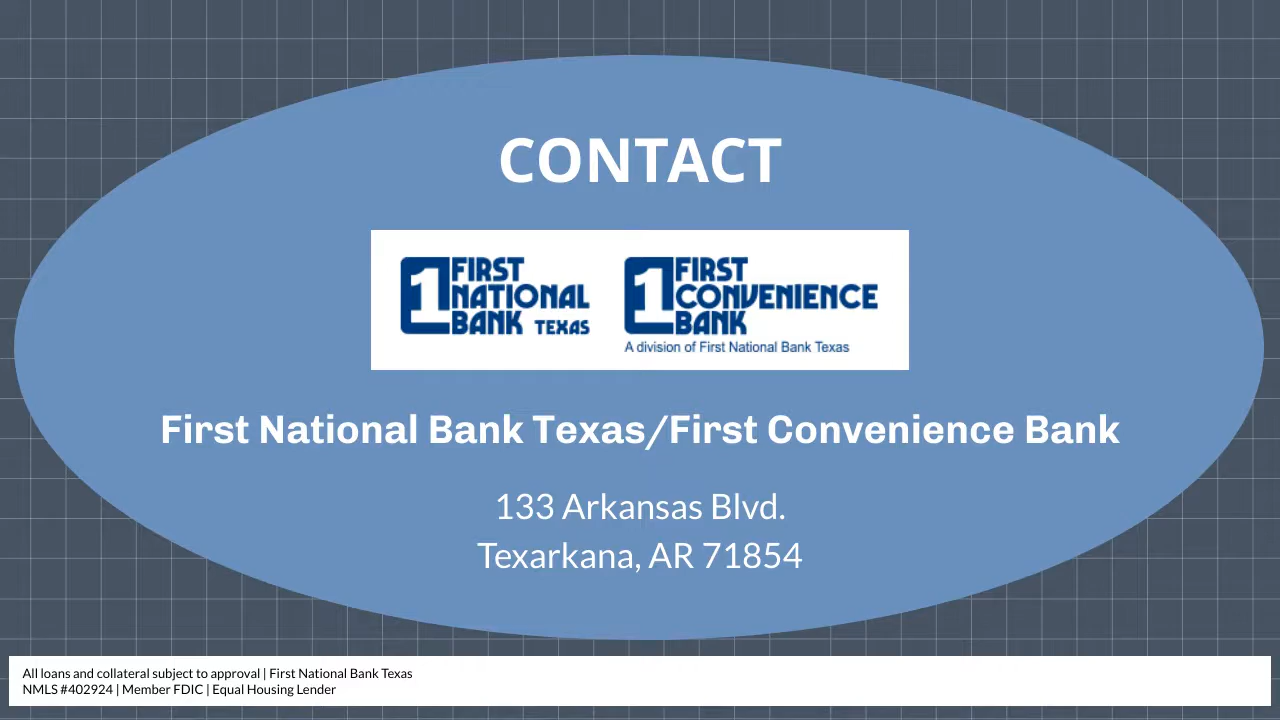 CONTACT
1 FIRST NATIONAL BANK TEXAS
1 FIRST CONVENIENCE BANK
A division of First National Bank Texas
First National Bank Texas/First Convenience Bank
133 Arkansas Blvd.
Texarkana, AR 71854
All loans and collateral subject to approval | First National Bank Texas
NMLS #402924 | Member FDIC | Equal Housing Lender